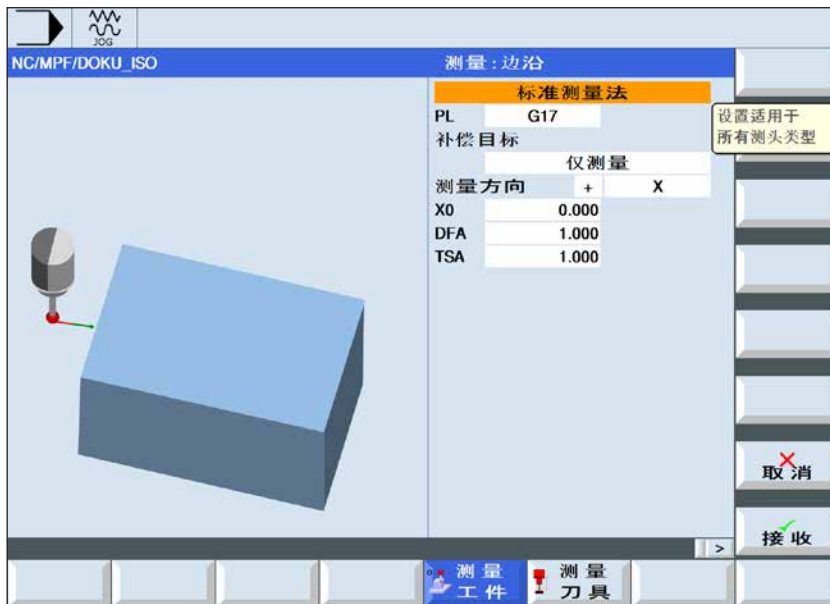 JOG
NC/MPF/DOKU_ISO
测量:边沿
标准测量法
PL G17
补偿目标
仅测量
测量方向 + X
X0 0.000
DFA 1.000
TSA 1.000
设置适用于
所有测头类型
取消
接收
>
测量
工件
测量
刀具